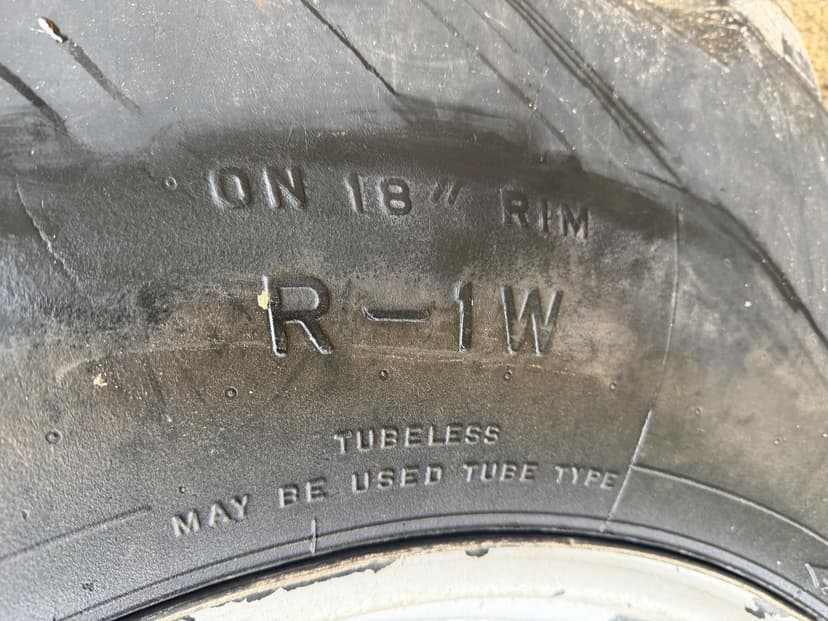 ON 18" RIM
R-1W
TUBELESS
MAY BE USED TUBE TYPE